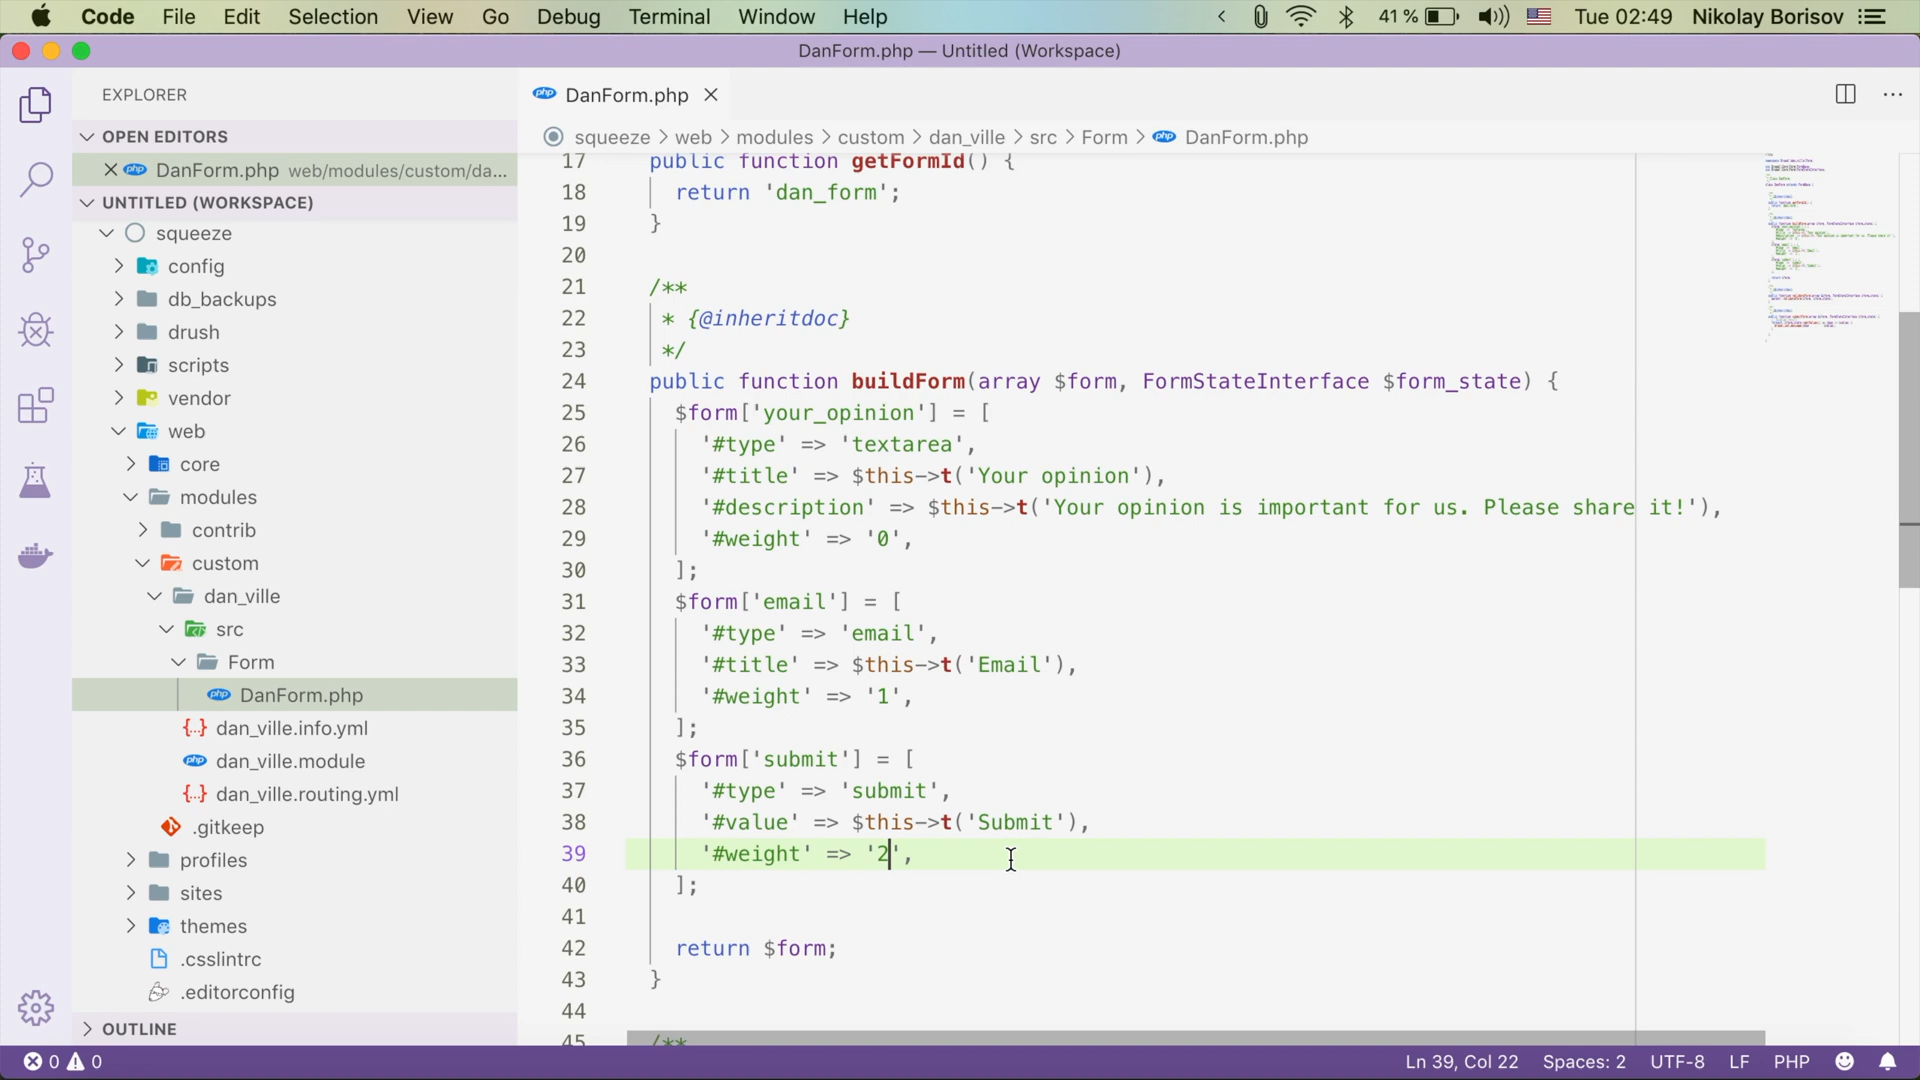 Code File Edit Selection View Go Debug Terminal Window Help 41 % Tue 02:49 Nikolay Borisov
DanForm.php — Untitled (Workspace)
EXPLORER
OPEN EDITORS
DanForm.php web/modules/custom/da...
UNTITLED (WORKSPACE)
squeeze
config
db_backups
drush
scripts
vendor
web
core
modules
contrib
custom
dan_ville
src
Form
DanForm.php
dan_ville.info.yml
dan_ville.module
dan_ville.routing.yml
.gitkeep
profiles
sites
themes
.csslintrc
.editorconfig
OUTLINE
DanForm.php
squeeze > web > modules > custom > dan_ville > src > Form > DanForm.php
17 public function getFormId() {
18 return 'dan_form';
19 }
20
21 /**
22 * {@inheritdoc}
23 */
24 public function buildForm(array $form, FormStateInterface $form_state) {
25 $form['your_opinion'] = [
26 '#type' => 'textarea',
27 '#title' => $this->t('Your opinion'),
28 '#description' => $this->t('Your opinion is important for us. Please share it!'),
29 '#weight' => '0',
30 ];
31 $form['email'] = [
32 '#type' => 'email',
33 '#title' => $this->t('Email'),
34 '#weight' => '1',
35 ];
36 $form['submit'] = [
37 '#type' => 'submit',
38 '#value' => $this->t('Submit'),
39 '#weight' => '2',
40 ];
41
42 return $form;
43 }
44
45 /**
0 0 Ln 39, Col 22 Spaces: 2 UTF-8 LF PHP